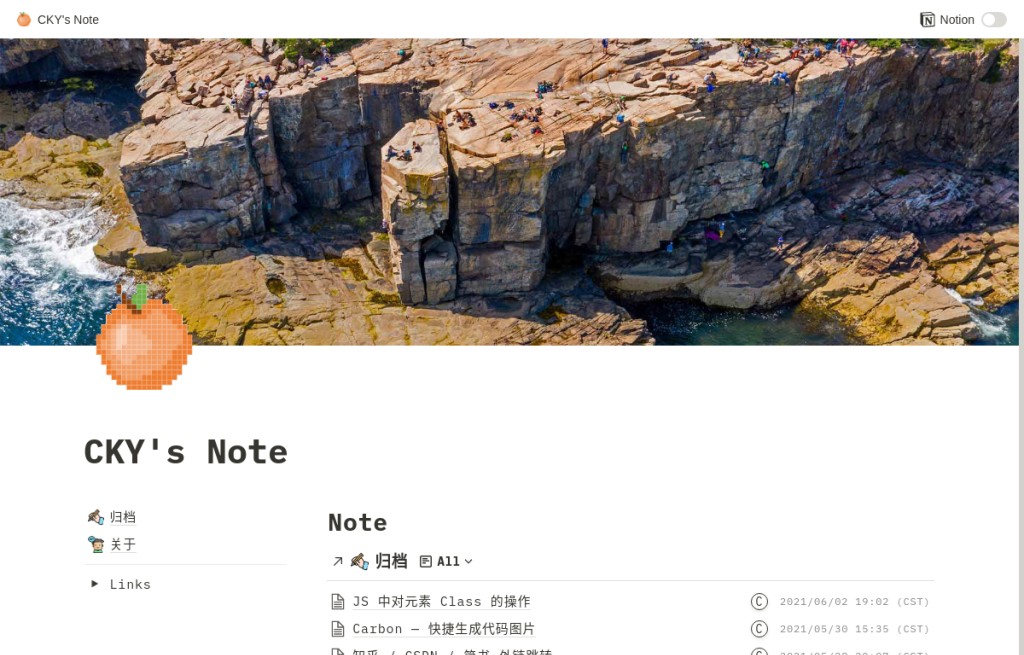 CKY's Note
Notion
CKY's Note
归档
关于
Links
Note
归档 All
JS 中对元素 Class 的操作 C 2021/06/02 19:02 (CST)
Carbon — 快捷生成代码图片 C 2021/05/30 15:35 (CST)
知乎 / CSDN / 简书 外链跳转